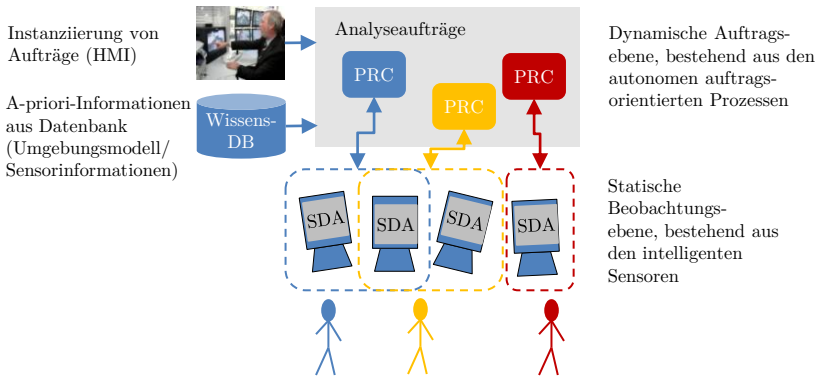 Instanziierung von
Aufträge (HMI)
A-priori-Informationen
aus Datenbank
(Umgebungsmodell/
Sensorinformationen)
Wissens-
DB
Analyseaufträge
PRC
PRC
PRC
SDA
SDA
SDA
SDA
Dynamische Auftrags-
ebene, bestehend aus den
autonomen auftrags-
orientierten Prozessen
Statische
Beobachtungs-
ebene, bestehend aus
den intelligenten
Sensoren